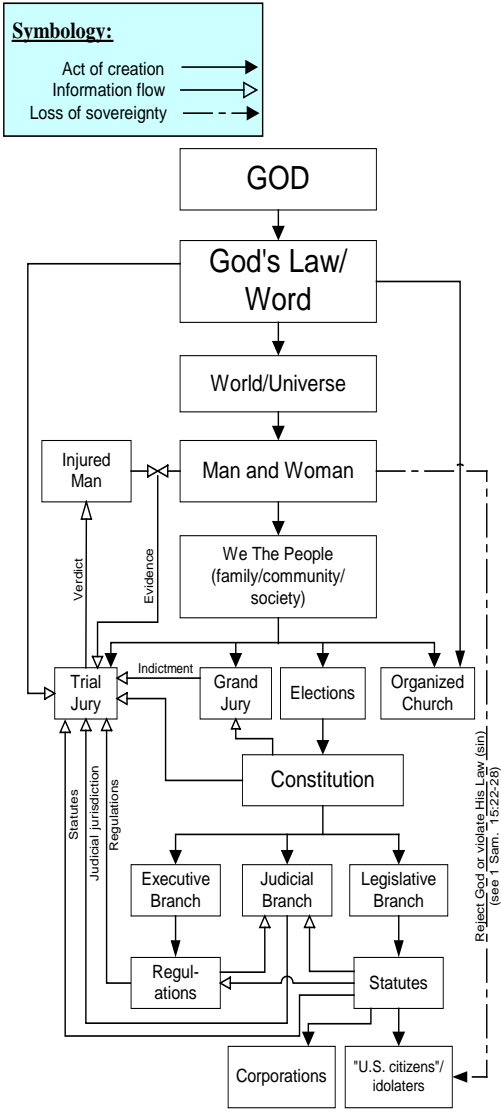 Symbology:
Act of creation
Information flow
Loss of sovereignty
GOD
God's Law/
Word
World/Universe
Injured
Man
Man and Woman
We The People
(family/community/
society)
Verdict
Evidence
Indictment
Trial
Jury
Grand
Jury
Elections
Organized
Church
Constitution
Statutes
Judicial jurisdiction
Regulations
Reject God or violate His Law (sin)
(see 1 Sam. 15:22-28)
Executive
Branch
Judicial
Branch
Legislative
Branch
Regul-
ations
Statutes
Corporations
"U.S. citizens"/
idolaters